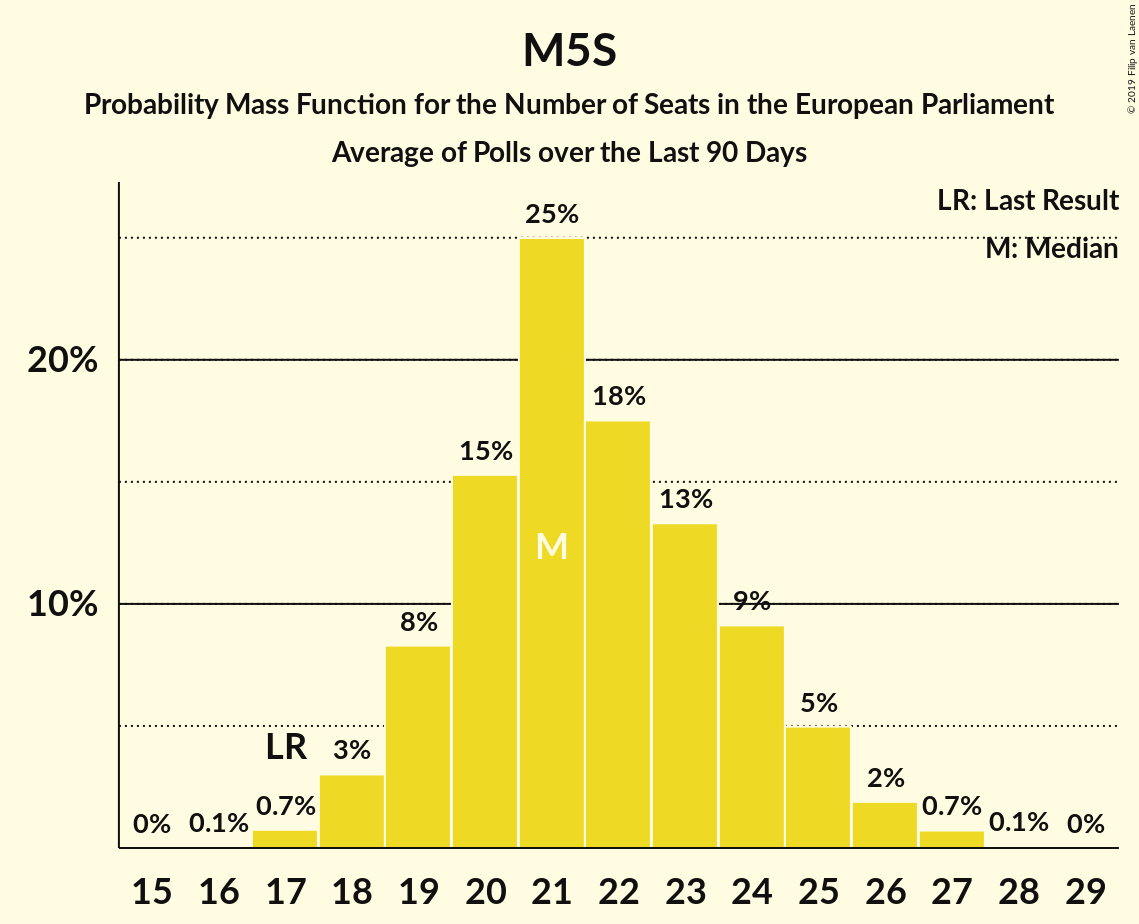 M5S
Probability Mass Function for the Number of Seats in the European Parliament
Average of Polls over the Last 90 Days
© 2019 Filip van Laenen
LR: Last Result
M: Median
25%
20%
18%
15%
13%
M
10%
9%
8%
5%
LR
3%
2%
0%
0.1%
0.7%
0.7%
0.1%
0%
15 16 17 18 19 20 21 22 23 24 25 26 27 28 29